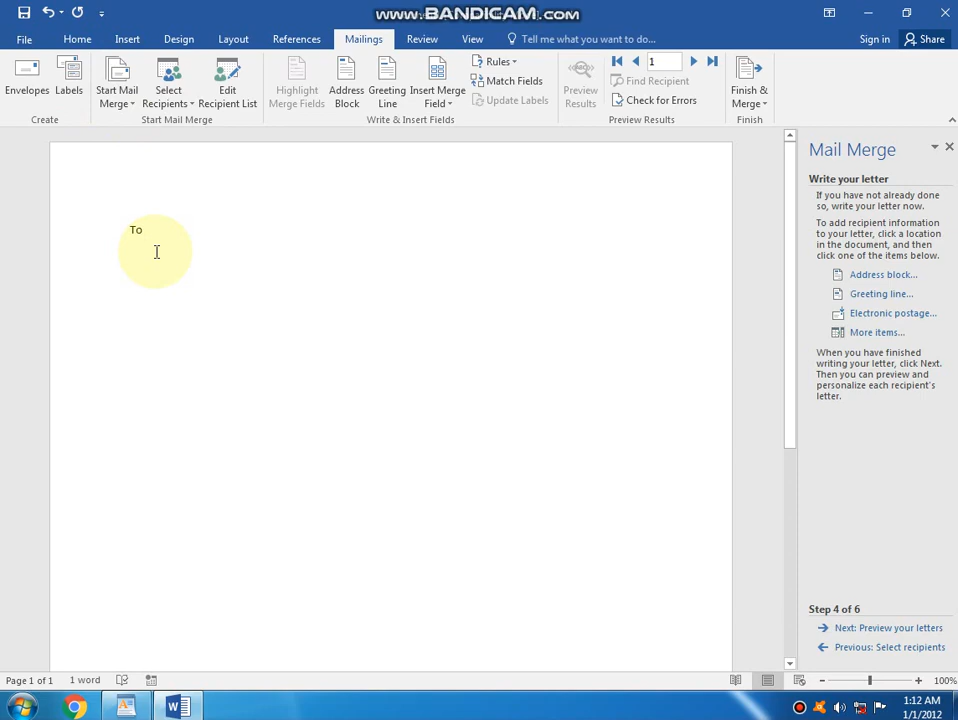 www.BANDICAM.com
File Home Insert Design Layout References Mailings Review View Tell me what you want to do... Sign in Share
Envelopes
Labels
Create
Start Mail Merge
Select Recipients
Edit Recipient List
Start Mail Merge
Highlight Merge Fields
Address Block
Greeting Line
Insert Merge Field
Rules
Match Fields
Update Labels
Write & Insert Fields
ABC
Preview Results
1
Find Recipient
Check for Errors
Preview Results
Finish & Merge
Finish
To
Mail Merge
Write your letter
If you have not already done
so, write your letter now.
To add recipient information
to your letter, click a location
in the document, and then
click one of the items below.
Address block...
Greeting line...
Electronic postage...
More items...
When you have finished
writing your letter, click Next.
Then you can preview and
personalize each recipient's
letter.
Step 4 of 6
Next: Preview your letters
Previous: Select recipients
Page 1 of 1 1 word 100%
1:12 AM
1/1/2012